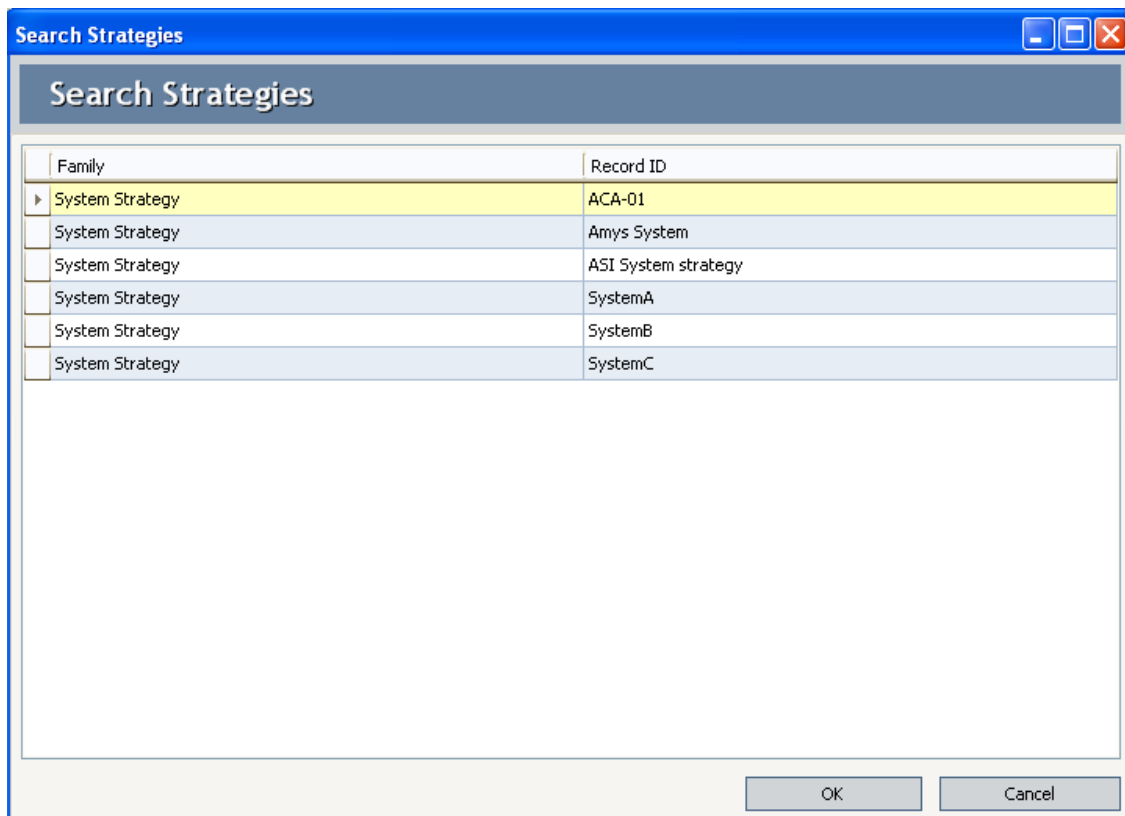 Search Strategies
Search Strategies
Family Record ID
System Strategy ACA-01
System Strategy Amys System
System Strategy ASI System strategy
System Strategy SystemA
System Strategy SystemB
System Strategy SystemC
OK Cancel